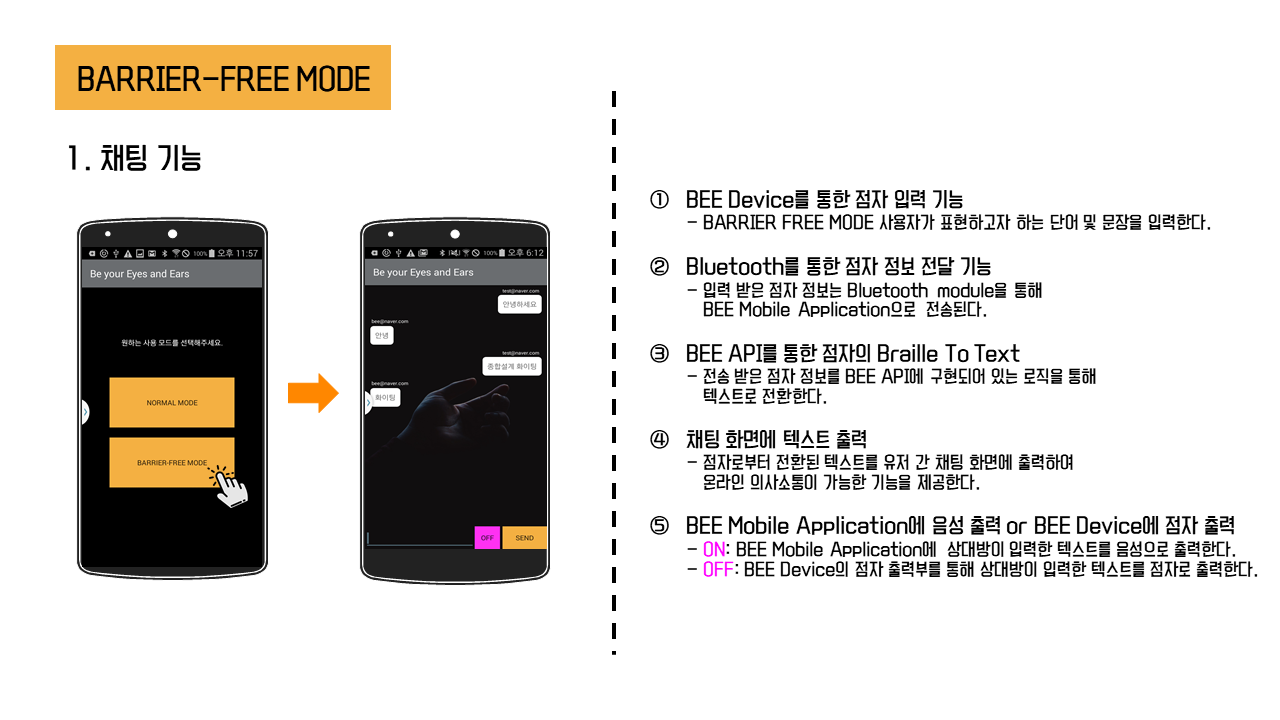 BARRIER-FREE MODE
1. 채팅 기능
100% 오후 11:57
Be your Eyes and Ears
원하는 사용 모드를 선택해주세요.
NORMAL MODE
BARRIER-FREE MODE
100% 오후 6:12
Be your Eyes and Ears
test@naver.com
안녕하세요
bee@naver.com
안녕
test@naver.com
종합설계 화이팅
bee@naver.com
화이팅
OFF SEND
① BEE Device를 통한 점자 입력 기능
- BARRIER FREE MODE 사용자가 표현하고자 하는 단어 및 문장을 입력한다.
② Bluetooth를 통한 점자 정보 전달 기능
- 입력 받은 점자 정보는 Bluetooth module을 통해
BEE Mobile Application으로 전송된다.
③ BEE API를 통한 점자의 Braille To Text
- 전송 받은 점자 정보를 BEE API에 구현되어 있는 로직을 통해
텍스트로 전환한다.
④ 채팅 화면에 텍스트 출력
- 점자로부터 전환된 텍스트를 유저 간 채팅 화면에 출력하여
온라인 의사소통이 가능한 기능을 제공한다.
⑤ BEE Mobile Application에 음성 출력 or BEE Device에 점자 출력
- ON: BEE Mobile Application에 상대방이 입력한 텍스트를 음성으로 출력한다.
- OFF: BEE Device의 점자 출력부를 통해 상대방이 입력한 텍스트를 점자로 출력한다.